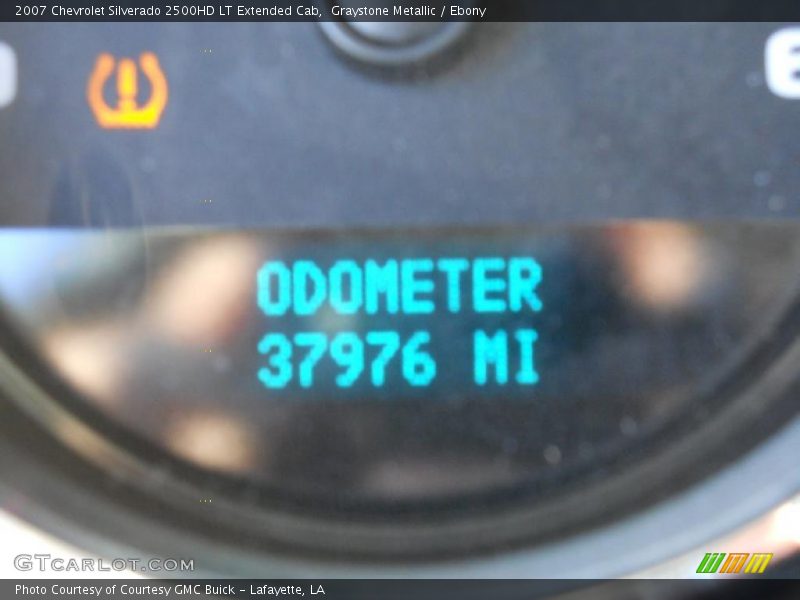 2007 Chevrolet Silverado 2500HD LT Extended Cab, Graystone Metallic / Ebony
ODOMETER
37976 MI
GTCARLOT.COM
Photo Courtesy of Courtesy GMC Buick - Lafayette, LA